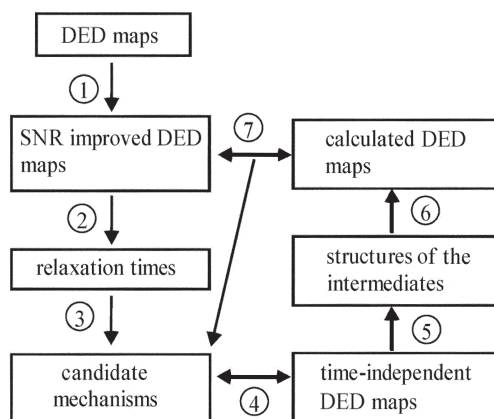 DED maps
①
SNR improved DED
maps
②
relaxation times
③
candidate
mechanisms
④
time-independent
DED maps
⑤
structures of the
intermediates
⑥
calculated DED
maps
⑦